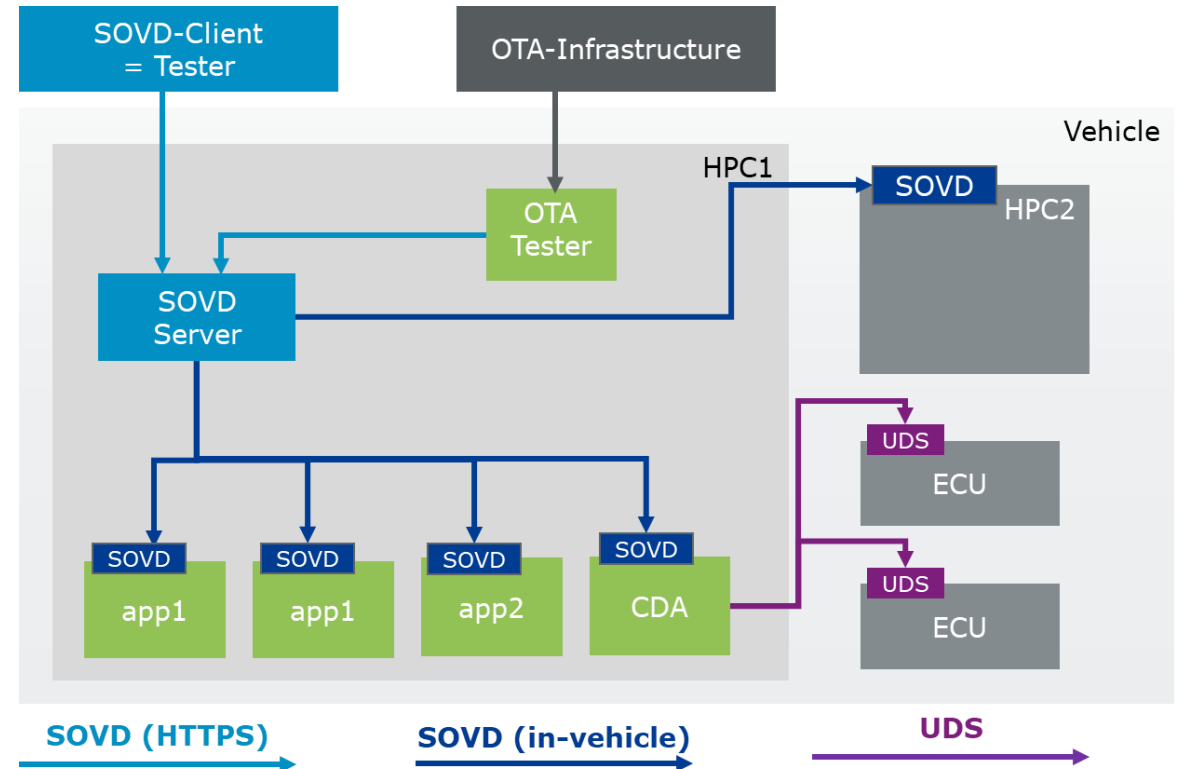 SOVD-Client
= Tester
OTA-Infrastructure
Vehicle
HPC1
SOVD
HPC2
OTA
Tester
SOVD
Server
UDS
ECU
SOVD
SOVD
SOVD
SOVD
app1
app1
app2
CDA
UDS
ECU
SOVD (HTTPS)
SOVD (in-vehicle)
UDS